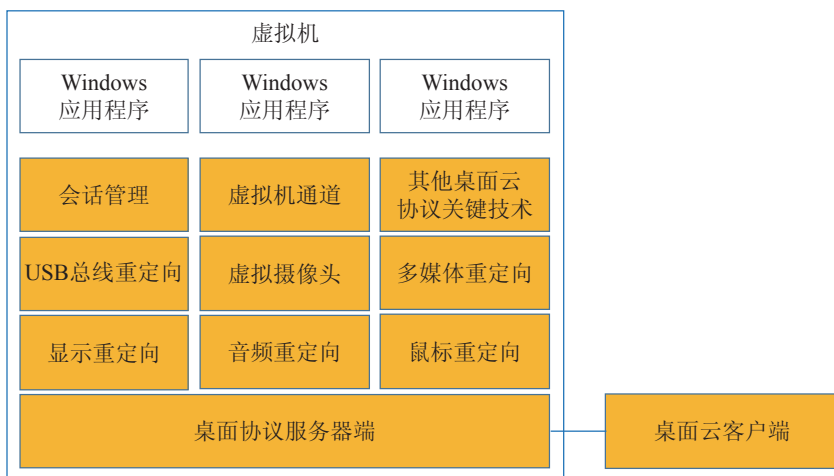 虚拟机
Windows
应用程序
Windows
应用程序
Windows
应用程序
会话管理
虚拟机通道
其他桌面云
协议关键技术
USB总线重定向
虚拟摄像头
多媒体重定向
显示重定向
音频重定向
鼠标重定向
桌面协议服务器端
桌面云客户端